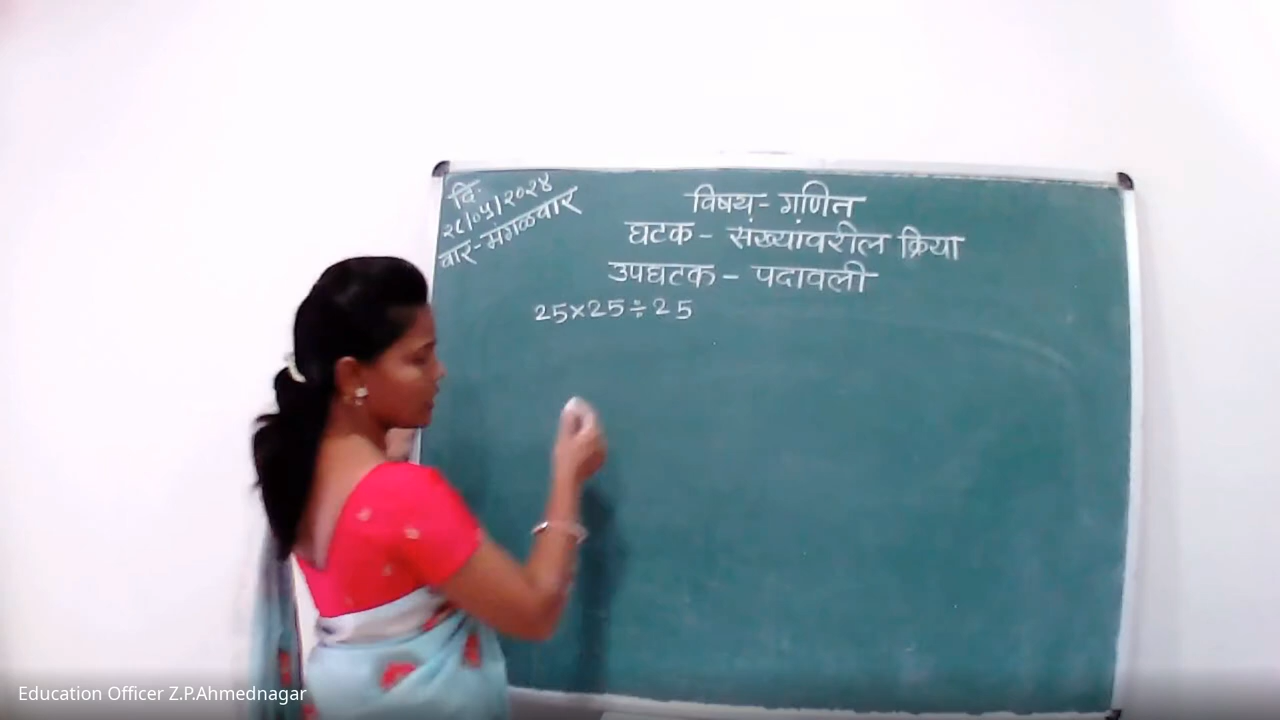 दि:
२८/०५/२०२४
वार-मंगळवार
विषय - गणित
घटक - संख्यांवरील क्रिया
उपघटक - पदावली
25×25÷25
Education Officer Z.P.Ahmednagar